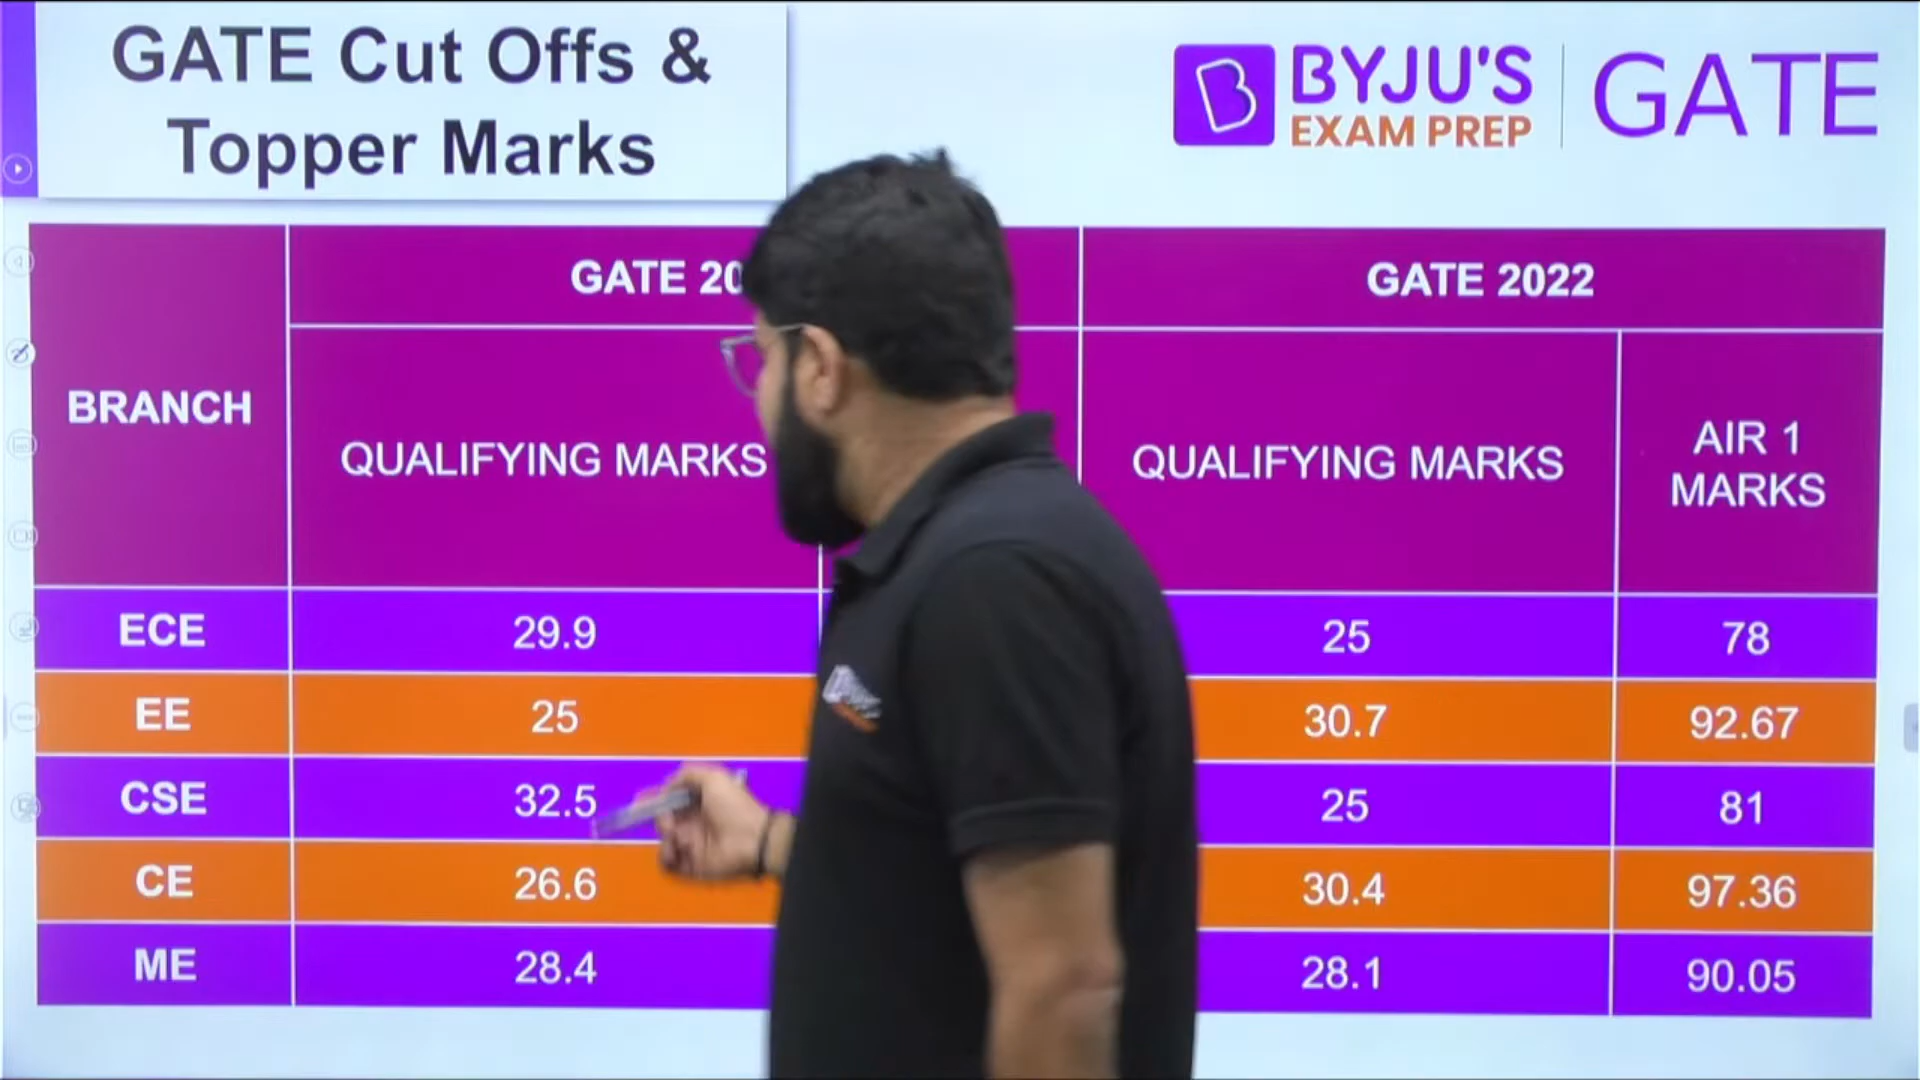 GATE Cut Offs &
Topper Marks
BYJU'S
EXAM PREP
GATE
BRANCH
GATE 20
GATE 2022
QUALIFYING MARKS
QUALIFYING MARKS
AIR 1
MARKS
ECE 29.9 25 78
EE 25 30.7 92.67
CSE 32.5 25 81
CE 26.6 30.4 97.36
ME 28.4 28.1 90.05